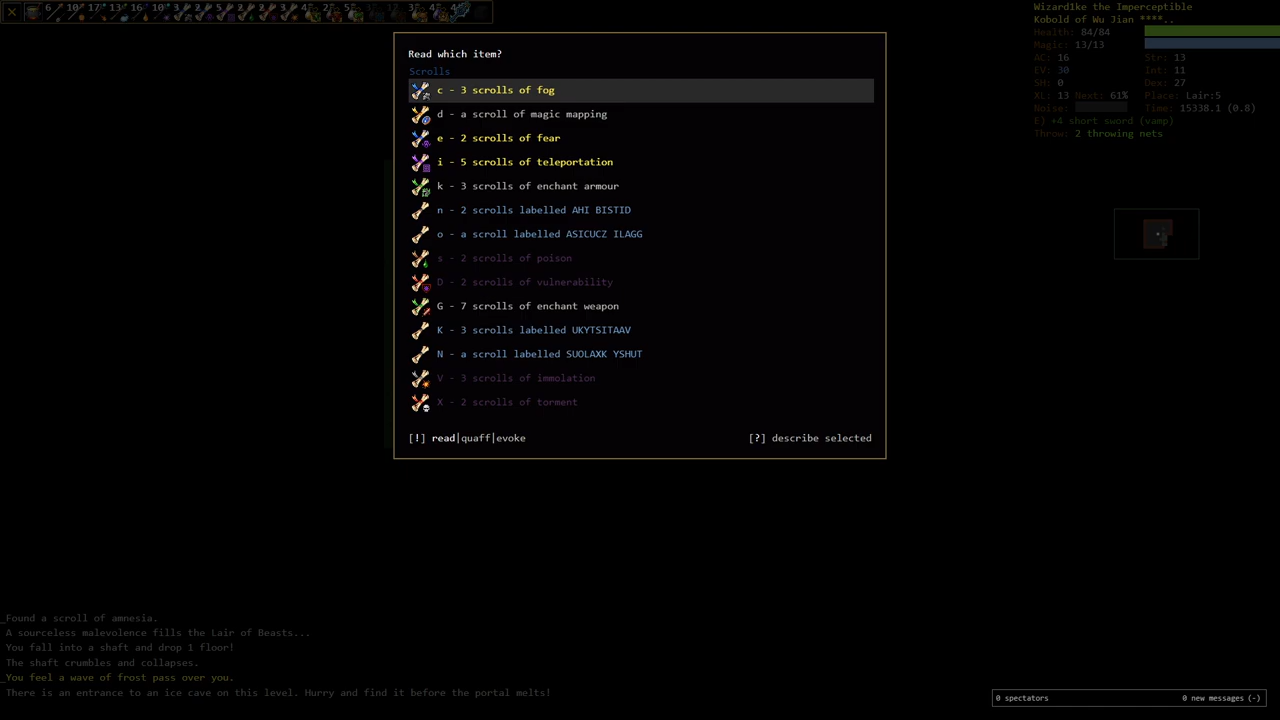 Wizard1ke the Imperceptible
Kobold of Wu Jian ****..
Health: 84/84
Magic: 13/13
AC: 16 Str: 13
EV: 30 Int: 11
SH: 0 Dex: 27
XL: 13 Next: 61% Place: Lair:5
Noise: Time: 15338.1 (0.8)
E) +4 short sword (vamp)
Throw: 2 throwing nets
Read which item?
Scrolls
c - 3 scrolls of fog
d - a scroll of magic mapping
e - 2 scrolls of fear
i - 5 scrolls of teleportation
k - 3 scrolls of enchant armour
n - 2 scrolls labelled AHI BISTID
o - a scroll labelled ASICUCZ ILAGG
s - 2 scrolls of poison
D - 2 scrolls of vulnerability
G - 7 scrolls of enchant weapon
K - 3 scrolls labelled UKYTSITAAV
N - a scroll labelled SUOLAXK YSHUT
V - 3 scrolls of immolation
X - 2 scrolls of torment
[!] read|quaff|evoke [?] describe selected
_Found a scroll of amnesia.
A sourceless malevolence fills the Lair of Beasts...
You fall into a shaft and drop 1 floor!
The shaft crumbles and collapses.
_You feel a wave of frost pass over you.
There is an entrance to an ice cave on this level. Hurry and find it before the portal melts!
0 spectators 0 new messages (-)